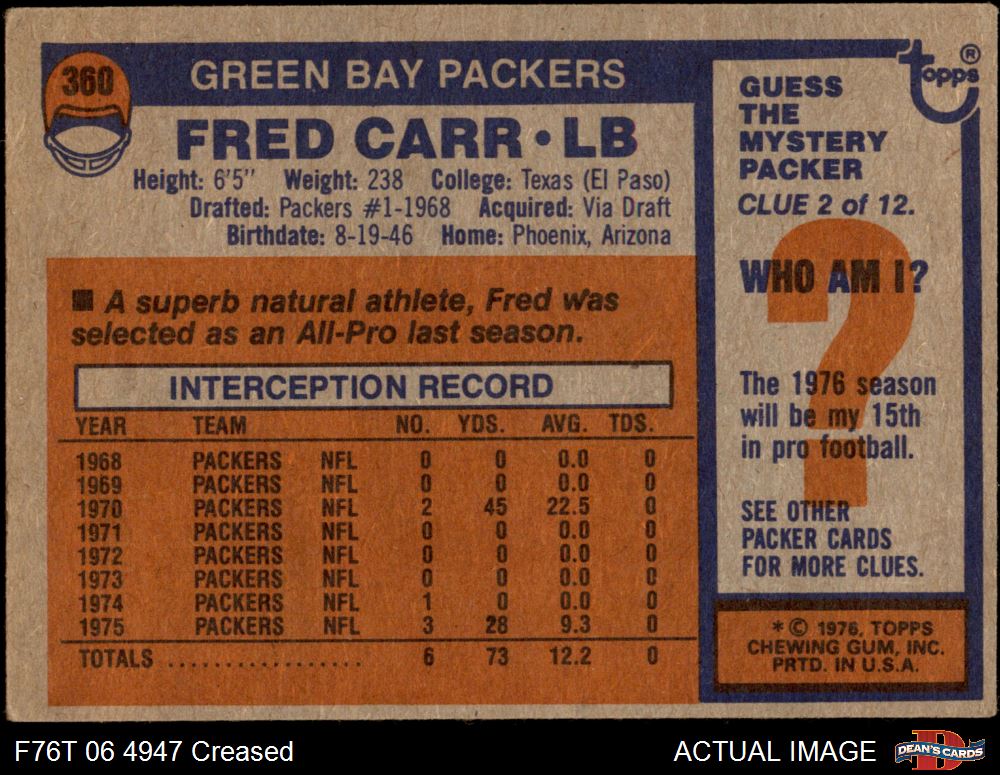 360
GREEN BAY PACKERS
FRED CARR • LB
Height: 6'5" Weight: 238 College: Texas (El Paso)
Drafted: Packers #1-1968 Acquired: Via Draft
Birthdate: 8-19-46 Home: Phoenix, Arizona
■ A superb natural athlete, Fred was
selected as an All-Pro last season.
INTERCEPTION RECORD
YEAR TEAM NO. YDS. AVG. TDS.
1968 PACKERS NFL 0 0 0.0 0
1969 PACKERS NFL 0 0 0.0 0
1970 PACKERS NFL 2 45 22.5 0
1971 PACKERS NFL 0 0 0.0 0
1972 PACKERS NFL 0 0 0.0 0
1973 PACKERS NFL 0 0 0.0 0
1974 PACKERS NFL 1 0 0.0 0
1975 PACKERS NFL 3 28 9.3 0
TOTALS .................. 6 73 12.2 0
topps ®
GUESS
THE
MYSTERY
PACKER
CLUE 2 of 12.
WHO AM I?
?
The 1976 season
will be my 15th
in pro football.
SEE OTHER
PACKER CARDS
FOR MORE CLUES.
* © 1976, TOPPS
CHEWING GUM, INC.
PRTD. IN U.S.A.
F76T 06 4947 Creased
ACTUAL IMAGE
D
DEAN'S CARDS